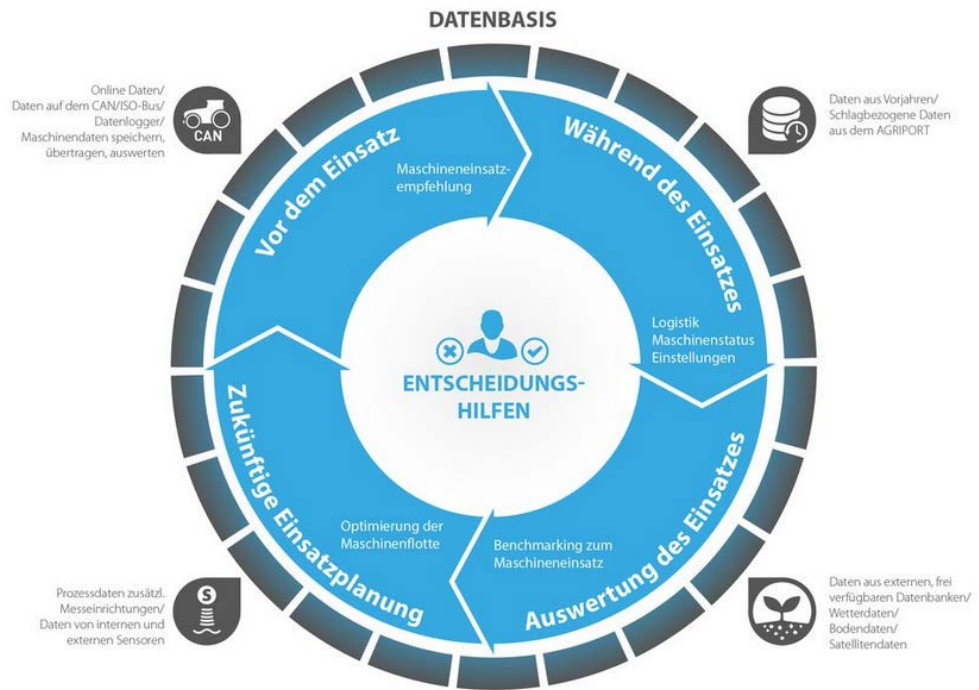 DATENBASIS
Online Daten/
Daten auf dem CAN/ISO-Bus/
Datenlogger/
Maschinendaten speichern,
übertragen, auswerten
CAN
Daten aus Vorjahren/
Schlagbezogene Daten
aus dem AGRIPORT
Vor dem Einsatz
Maschineneinsatz-
empfehlung
Während des Einsatzes
Logistik
Maschinenstatus
Einstellungen
ENTSCHEIDUNGS-
HILFEN
Zukünftige Einsatzplanung
Optimierung der
Maschinenflotte
Auswertung des Einsatzes
Benchmarking zum
Maschineneinsatz
Prozessdaten zusätzl.
Messeinrichtungen/
Daten von internen und
externen Sensoren
S
Daten aus externen, frei
verfügbaren Datenbanken/
Wetterdaten/
Bodendaten/
Satellitendaten